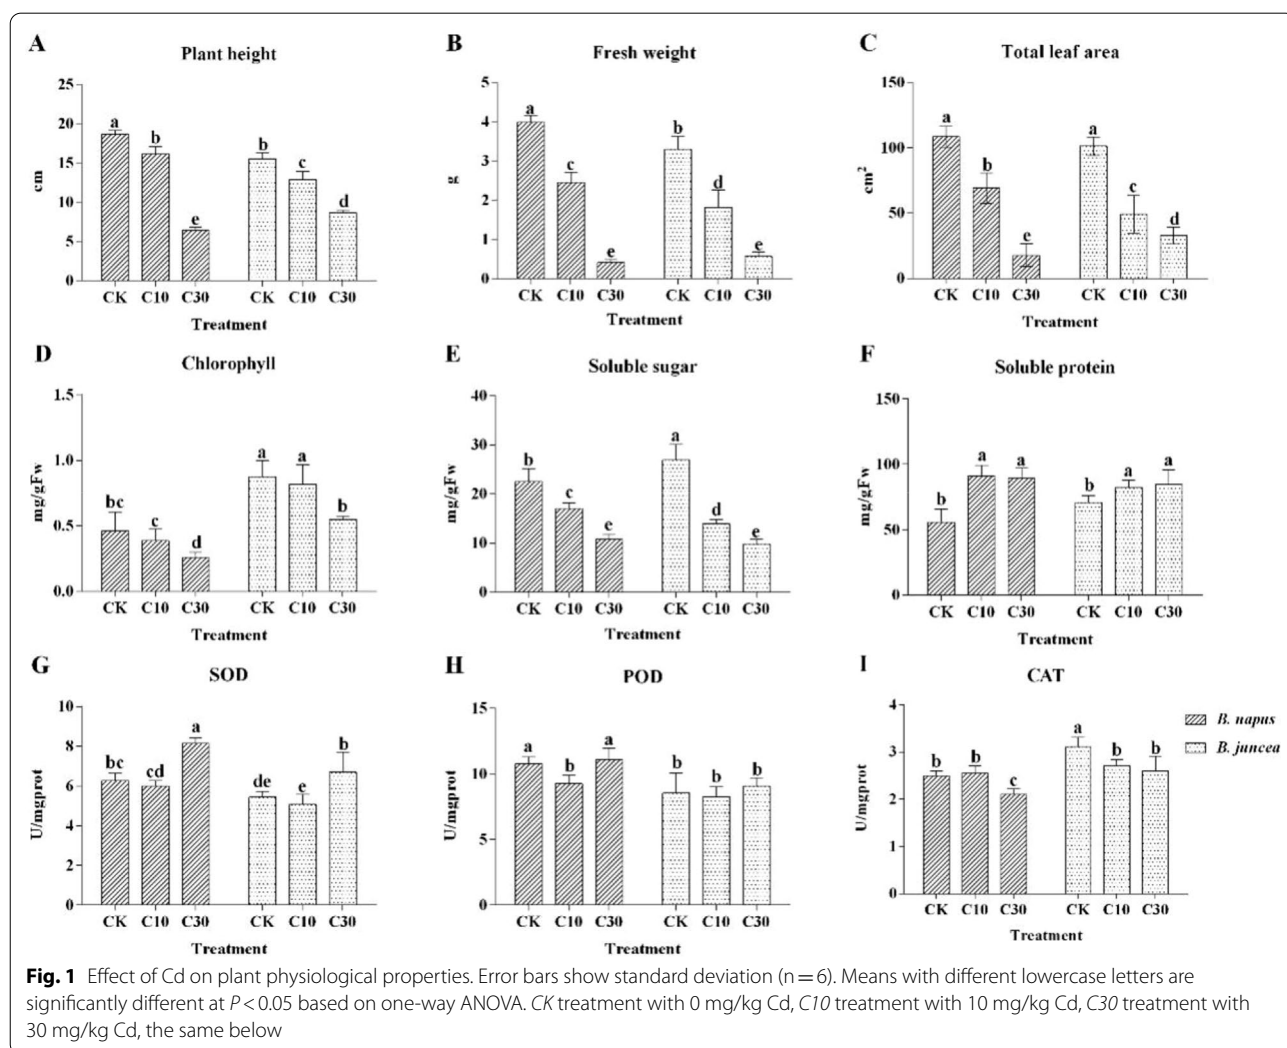 A
Plant height
25
20
15
10
5
0
cm
a
b
e
b
c
d
CK C10 C30 CK C10 C30
Treatment
B
Fresh weight
5
4
3
2
1
0
g
a
c
e
b
d
e
CK C10 C30 CK C10 C30
Treatment
C
Total leaf area
150
100
50
0
cm²
a
b
e
a
c
d
CK C10 C30 CK C10 C30
Treatment
D
Chlorophyll
1.5
1.0
0.5
0.0
mg/gFw
bc
c
d
a
a
b
CK C10 C30 CK C10 C30
Treatment
E
Soluble sugar
40
30
20
10
0
mg/gFw
b
c
e
a
d
e
CK C10 C30 CK C10 C30
Treatment
F
Soluble protein
150
100
50
0
mg/gFw
b
a
a
b
a
a
CK C10 C30 CK C10 C30
Treatment
G
SOD
10
8
6
4
2
0
U/mgprot
bc
cd
a
de
e
b
CK C10 C30 CK C10 C30
Treatment
H
POD
15
10
5
0
U/mgprot
a
b
a
b
b
b
CK C10 C30 CK C10 C30
Treatment
I
CAT
4
3
2
1
0
U/mgprot
b
b
c
a
b
b
CK C10 C30 CK C10 C30
Treatment
B. napus
B. juncea
Fig. 1 Effect of Cd on plant physiological properties. Error bars show standard deviation (n = 6). Means with different lowercase letters are
significantly different at P < 0.05 based on one-way ANOVA. CK treatment with 0 mg/kg Cd, C10 treatment with 10 mg/kg Cd, C30 treatment with
30 mg/kg Cd, the same below